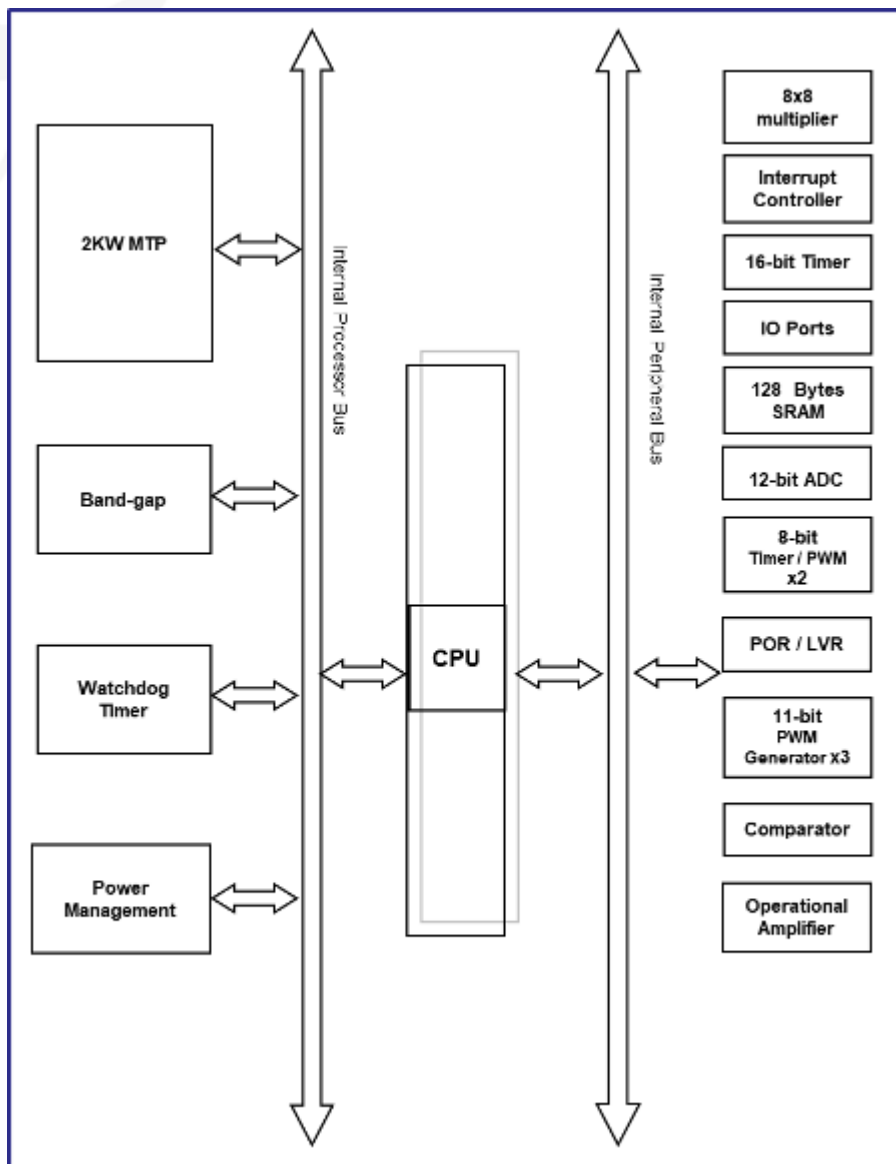 2KW MTP
Band-gap
Watchdog
Timer
Power
Management
Internal Processor Bus
CPU
Internal Peripheral Bus
8x8
multiplier
Interrupt
Controller
16-bit Timer
IO Ports
128 Bytes
SRAM
12-bit ADC
8-bit
Timer / PWM
x2
POR / LVR
11-bit
PWM
Generator x3
Comparator
Operational
Amplifier